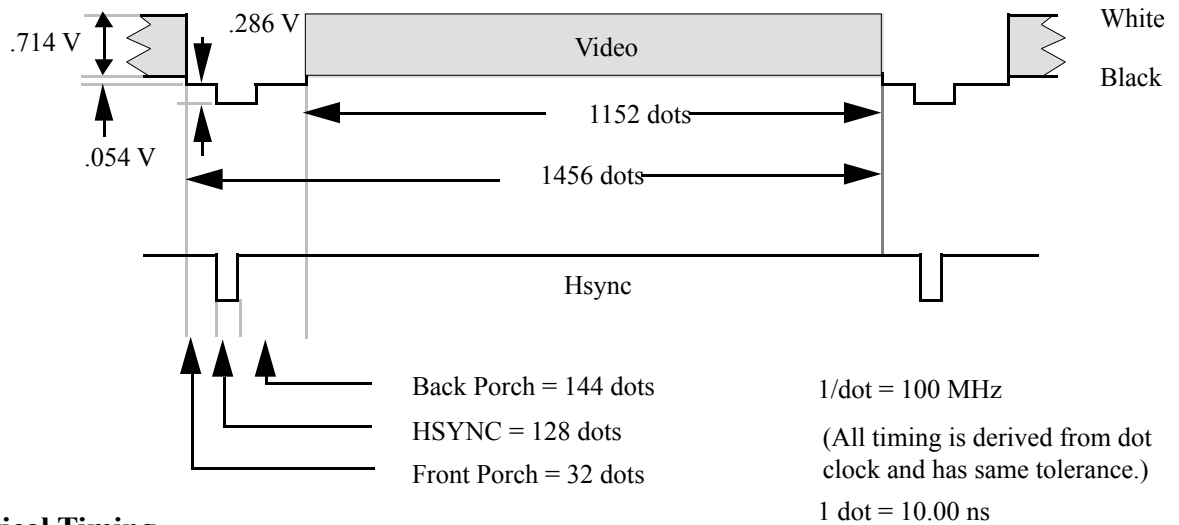 White
.286 V
.714 V
Video
Black
1152 dots
.054 V
1456 dots
Hsync
Back Porch = 144 dots
1/dot = 100 MHz
HSYNC = 128 dots
(All timing is derived from dot
clock and has same tolerance.)
Front Porch = 32 dots
1 dot = 10.00 ns